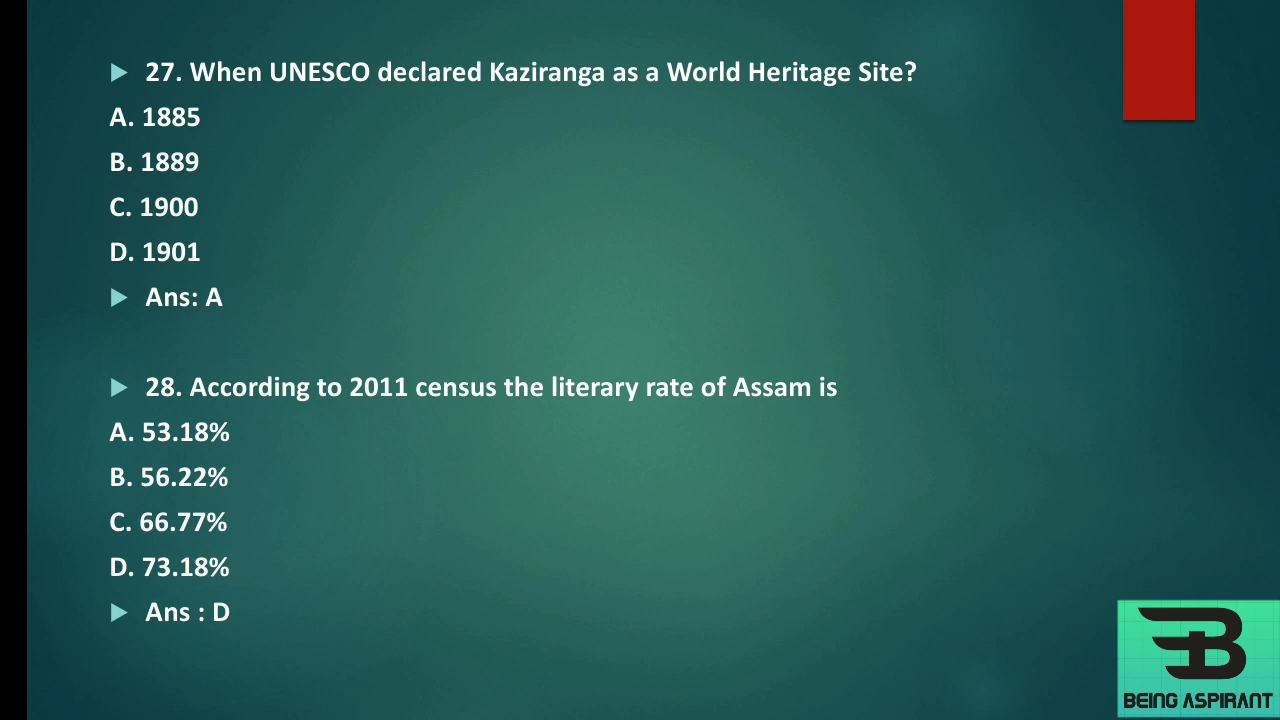 27. When UNESCO declared Kaziranga as a World Heritage Site?
A. 1885
B. 1889
C. 1900
D. 1901
Ans: A
28. According to 2011 census the literary rate of Assam is
A. 53.18%
B. 56.22%
C. 66.77%
D. 73.18%
Ans : D
B
BEING ASPIRANT